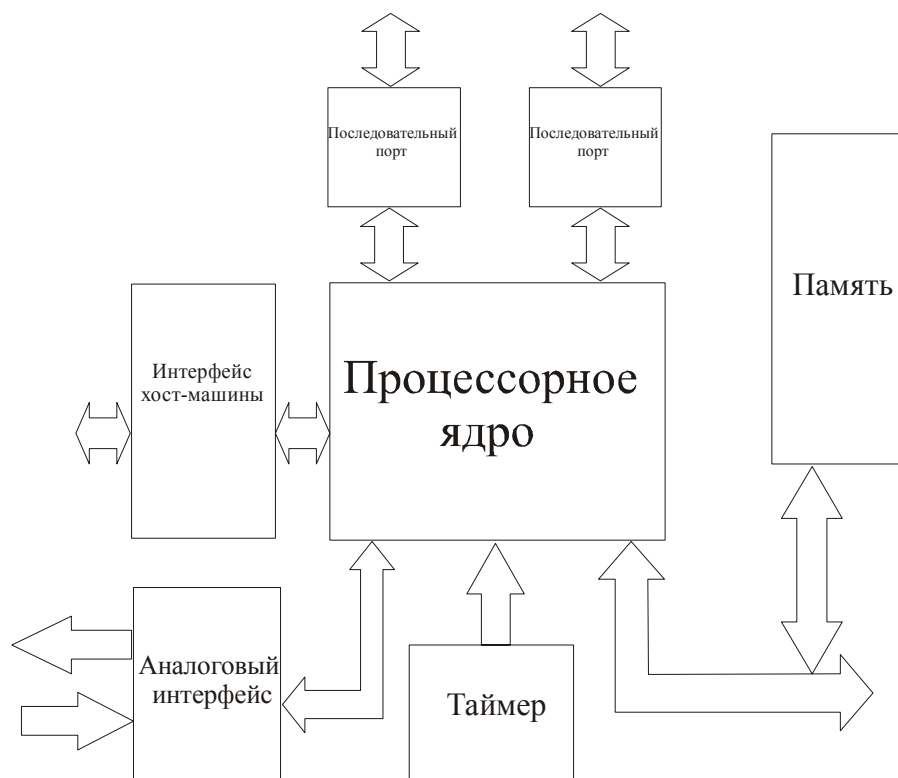 Последовательный
порт
Последовательный
порт
Память
Интерфейс
хост-машины
Процессорное
ядро
Аналоговый
интерфейс
Таймер